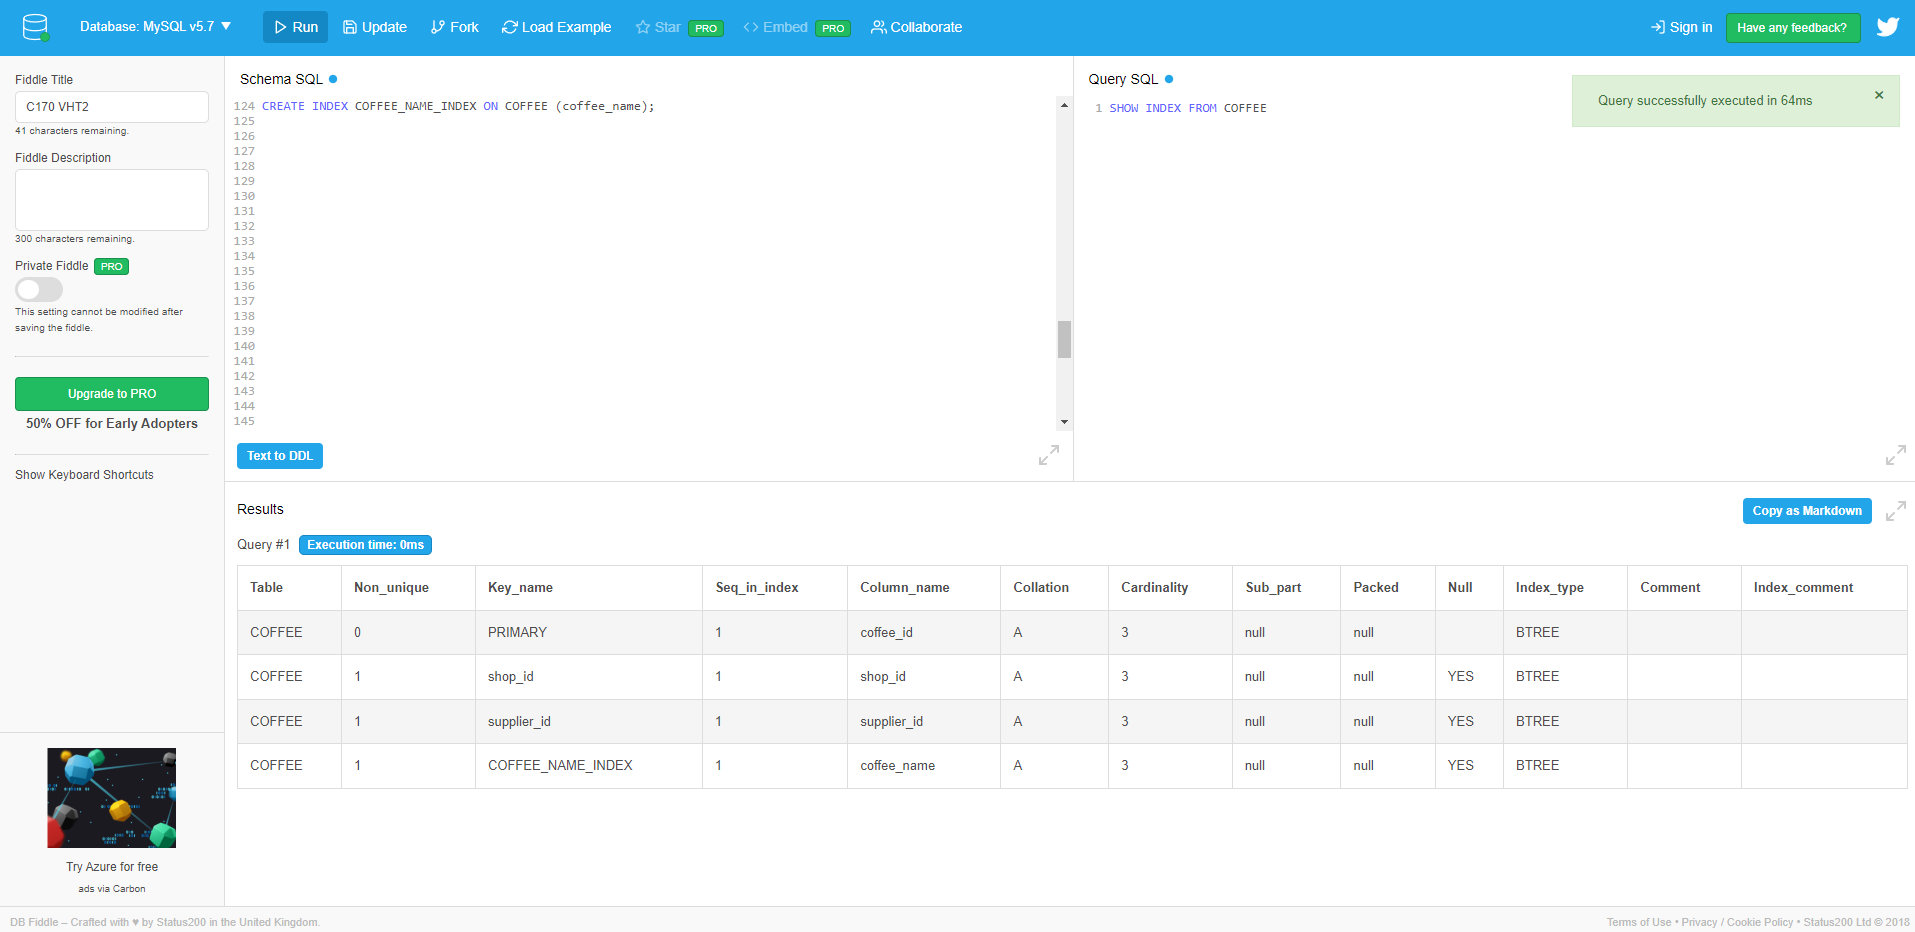 Database: MySQL v5.7 ▼
Run
Update
Fork
Load Example
Star PRO
Embed PRO
Collaborate
Sign in
Have any feedback?
Fiddle Title
C170 VHT2
41 characters remaining.
Fiddle Description
300 characters remaining.
Private Fiddle PRO
This setting cannot be modified after
saving the fiddle.
Upgrade to PRO
50% OFF for Early Adopters
Show Keyboard Shortcuts
Try Azure for free
ads via Carbon
Schema SQL
124 CREATE INDEX COFFEE_NAME_INDEX ON COFFEE (coffee_name);
125
126
127
128
129
130
131
132
133
134
135
136
137
138
139
140
141
142
143
144
145
Text to DDL
Query SQL
1 SHOW INDEX FROM COFFEE
Query successfully executed in 64ms ×
Results
Copy as Markdown
Query #1 Execution time: 0ms
Table Non_unique Key_name Seq_in_index Column_name Collation Cardinality Sub_part Packed Null Index_type Comment Index_comment
COFFEE 0 PRIMARY 1 coffee_id A 3 null null BTREE
COFFEE 1 shop_id 1 shop_id A 3 null null YES BTREE
COFFEE 1 supplier_id 1 supplier_id A 3 null null YES BTREE
COFFEE 1 COFFEE_NAME_INDEX 1 coffee_name A 3 null null YES BTREE
DB Fiddle – Crafted with ♥ by Status200 in the United Kingdom.
Terms of Use • Privacy / Cookie Policy • Status200 Ltd © 2018